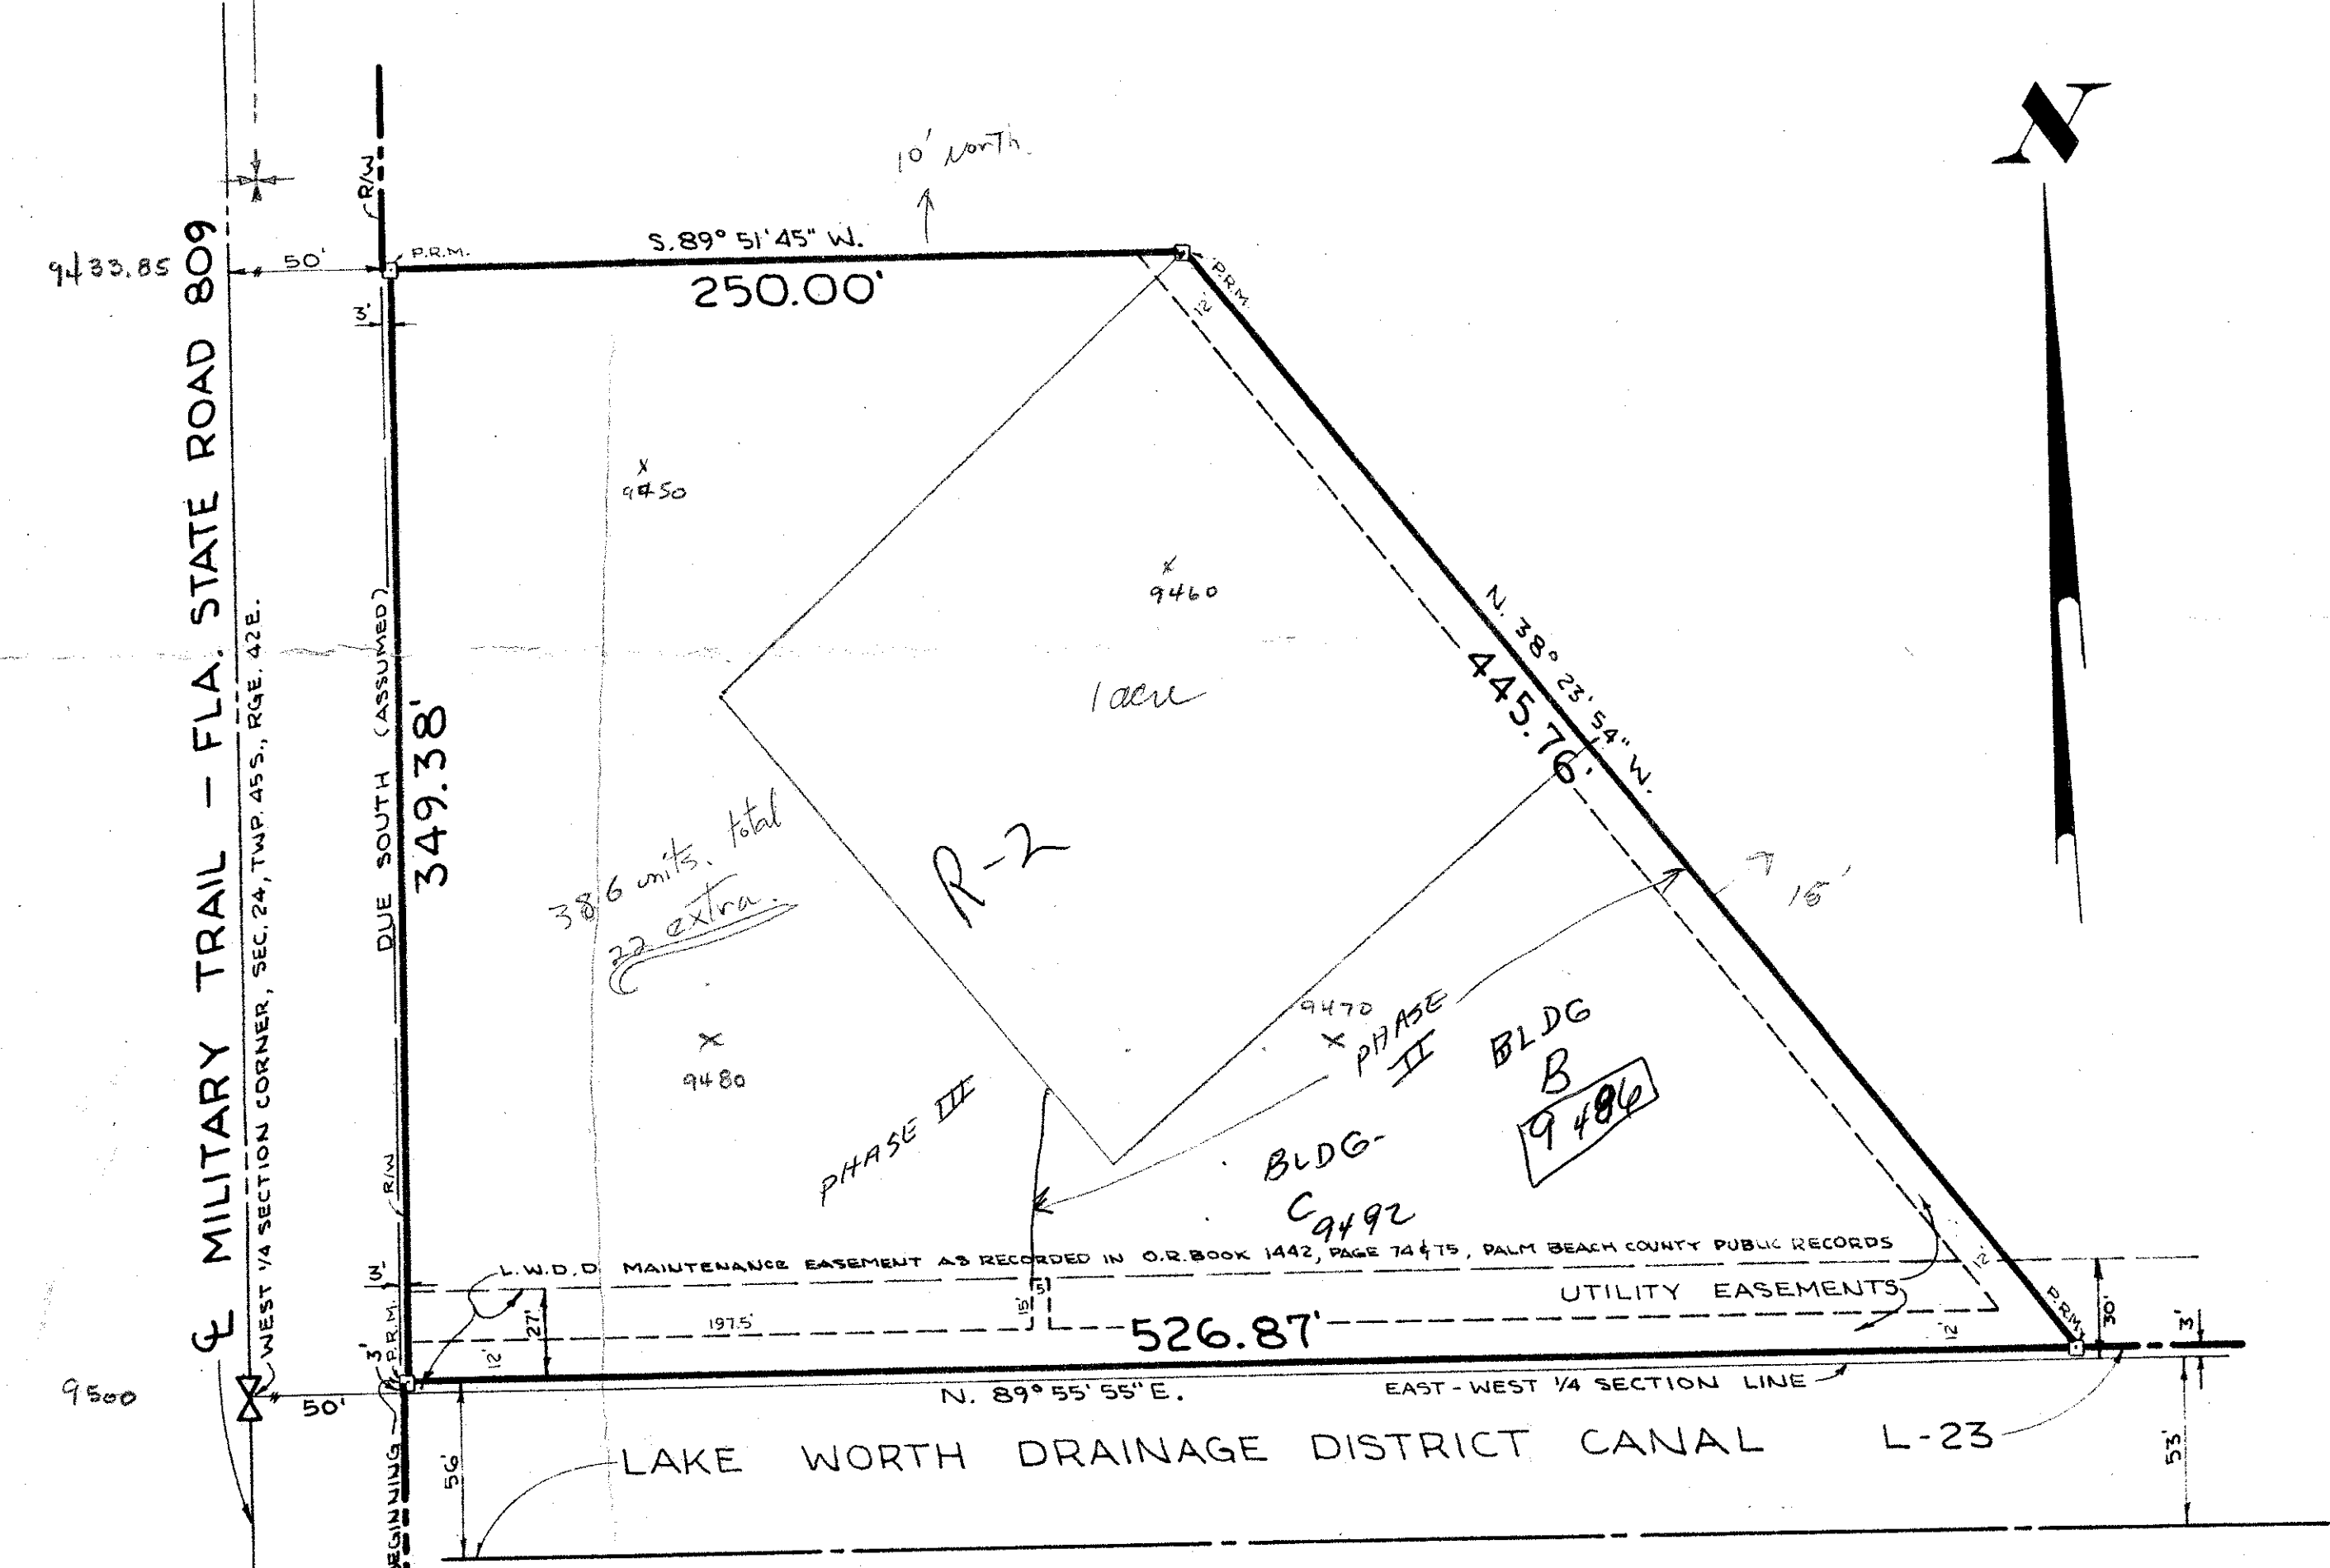 N
10' North.
R/W
S. 89° 51' 45" W.
P.R.M.
250.00'
P.R.M.
12'
9433.85
50'
3'
℄ MILITARY TRAIL — FLA. STATE ROAD 809
WEST 1/4 SECTION CORNER, SEC. 24, TWP. 45 S., RGE. 42 E.
DUE SOUTH (ASSUMED)
349.38'
x
9450
x
9460
1 acre
N. 38° 23' 54" W.
445.76'
R-2
386 units. total
22 extra.
15'
x
9480
9470
x
PHASE II
PHASE III
BLDG
B
9486
BLDG-
C
9492
R/W
3'
L.W.D.D. MAINTENANCE EASEMENT AS RECORDED IN O.R. BOOK 1442, PAGE 74 & 75, PALM BEACH COUNTY PUBLIC RECORDS
UTILITY EASEMENTS
12'
P.R.M.
30'
3'
27'
197.5'
15'
5'
526.87'
12'
12'
P.R.M.
3'
9500
50'
N. 89° 55' 55" E.
EAST-WEST 1/4 SECTION LINE
56'
LAKE WORTH DRAINAGE DISTRICT CANAL L-23
53'